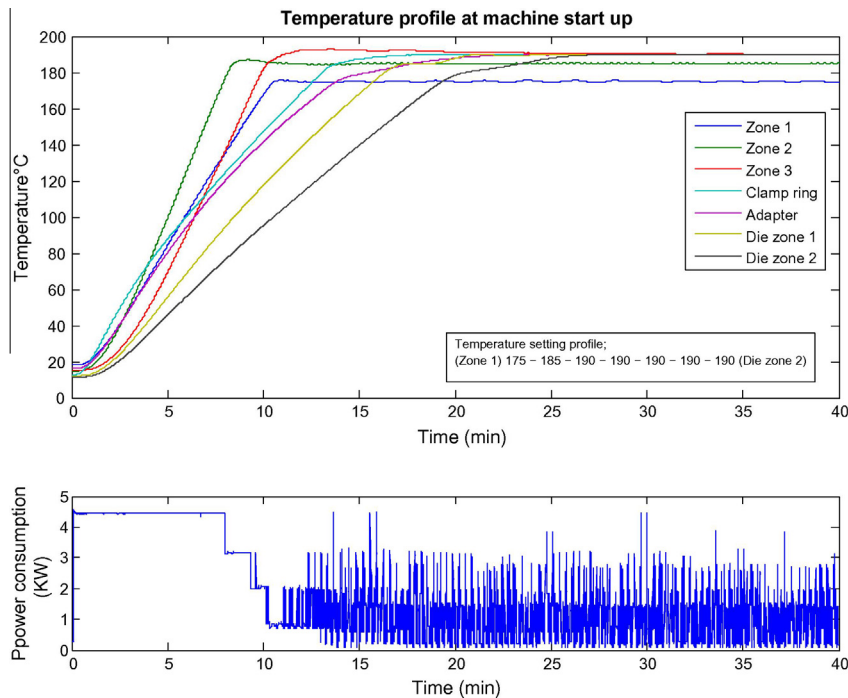 Temperature profile at machine start up
200
180
160
140
120
100
80
60
40
20
0
Temperature°C
Zone 1
Zone 2
Zone 3
Clamp ring
Adapter
Die zone 1
Die zone 2
Temperature setting profile;
(Zone 1) 175 − 185 − 190 − 190 − 190 − 190 − 190 (Die zone 2)
0 5 10 15 20 25 30 35 40
Time (min)
5
4
3
2
1
0
Ppower consumption
(KW)
0 5 10 15 20 25 30 35 40
Time (min)